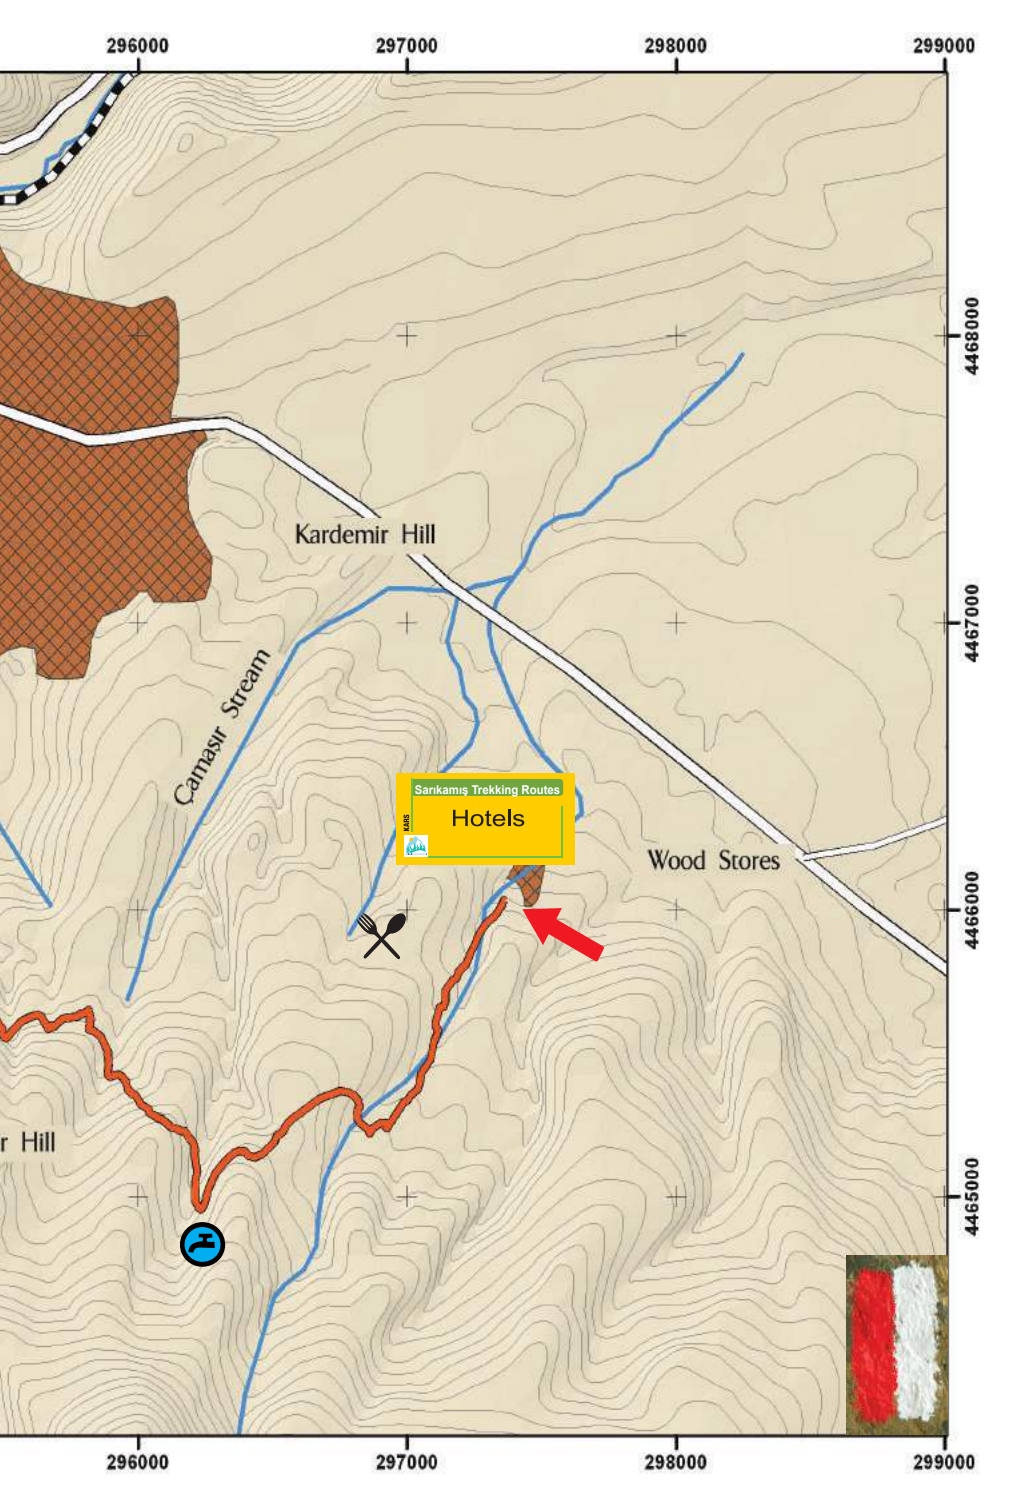 296000 297000 298000 299000
4468000
Kardemir Hill
4467000
Çamaşır Stream
Sarıkamış Trekking Routes
KARS
Hotels
Wood Stores
4466000
r Hill
4465000
296000 297000 298000 299000